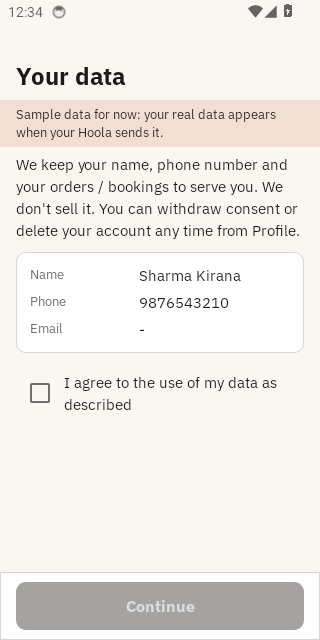 12:34
Your data
Sample data for now: your real data appears
when your Hoola sends it.
We keep your name, phone number and
your orders / bookings to serve you. We
don't sell it. You can withdraw consent or
delete your account any time from Profile.
Name Sharma Kirana
Phone 9876543210
Email -
I agree to the use of my data as
described
Continue